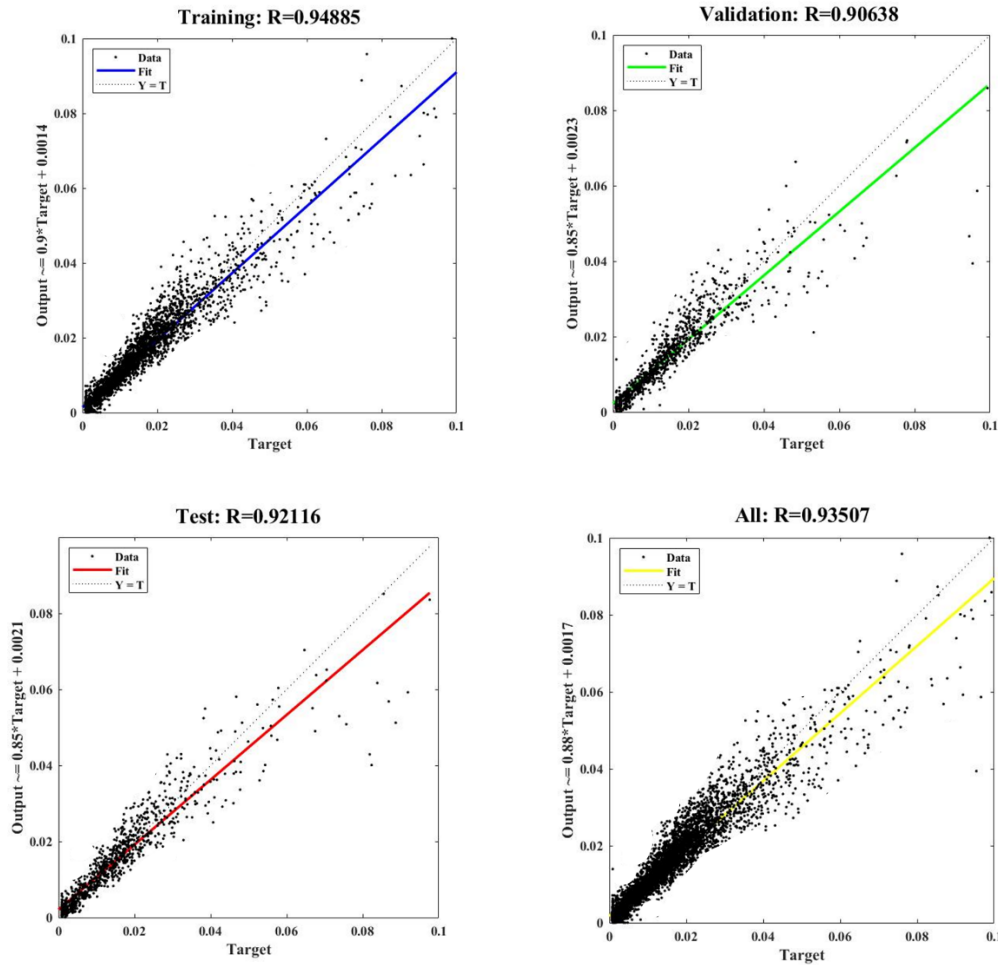 Training: R=0.94885
Data
Fit
Y = T
Output ~= 0.9*Target + 0.0014
0.1
0.08
0.06
0.04
0.02
0
0 0.02 0.04 0.06 0.08 0.1
Target
Validation: R=0.90638
Data
Fit
Y = T
Output ~= 0.85*Target + 0.0023
0.1
0.08
0.06
0.04
0.02
0
0 0.02 0.04 0.06 0.08 0.1
Target
Test: R=0.92116
Data
Fit
Y = T
Output ~= 0.85*Target + 0.0021
0.08
0.06
0.04
0.02
0
0 0.02 0.04 0.06 0.08 0.1
Target
All: R=0.93507
Data
Fit
Y = T
Output ~= 0.88*Target + 0.0017
0.1
0.08
0.06
0.04
0.02
0
0 0.02 0.04 0.06 0.08 0.1
Target